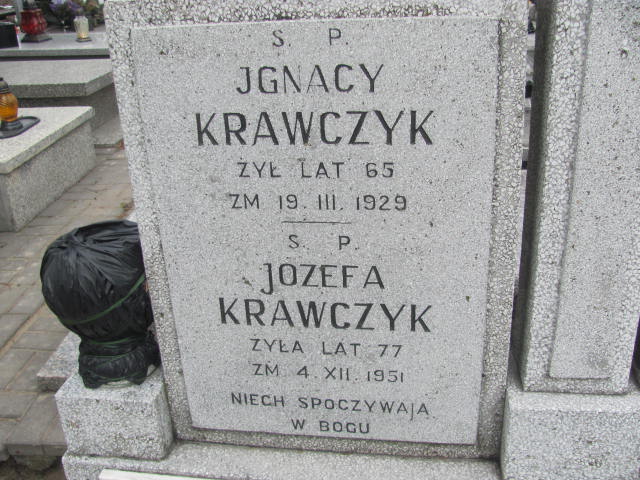 S. P.
JGNACY
KRAWCZYK
ŻYŁ LAT 65
ZM 19. III. 1929
S. P.
JOZEFA
KRAWCZYK
ŻYŁA LAT 77
ZM 4. XII. 1951
NIECH SPOCZYWAJĄ
W BOGU